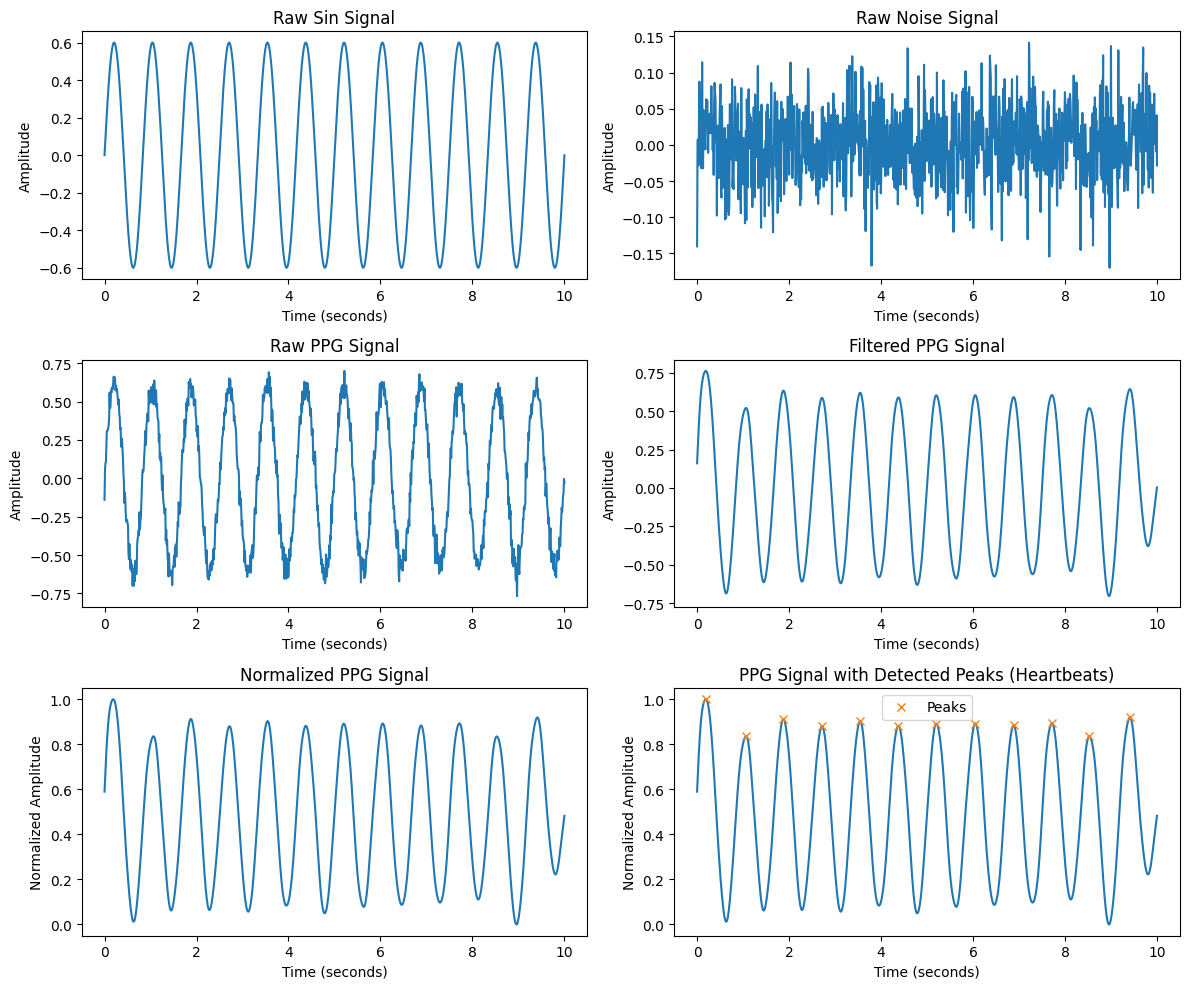 Raw Sin Signal
Amplitude
0.6
0.4
0.2
0.0
−0.2
−0.4
−0.6
0 2 4 6 8 10
Time (seconds)
Raw Noise Signal
Amplitude
0.15
0.10
0.05
0.00
−0.05
−0.10
−0.15
0 2 4 6 8 10
Time (seconds)
Raw PPG Signal
Amplitude
0.75
0.50
0.25
0.00
−0.25
−0.50
−0.75
0 2 4 6 8 10
Time (seconds)
Filtered PPG Signal
Amplitude
0.75
0.50
0.25
0.00
−0.25
−0.50
−0.75
0 2 4 6 8 10
Time (seconds)
Normalized PPG Signal
Normalized Amplitude
1.0
0.8
0.6
0.4
0.2
0.0
0 2 4 6 8 10
Time (seconds)
PPG Signal with Detected Peaks (Heartbeats)
Peaks
Normalized Amplitude
1.0
0.8
0.6
0.4
0.2
0.0
0 2 4 6 8 10
Time (seconds)